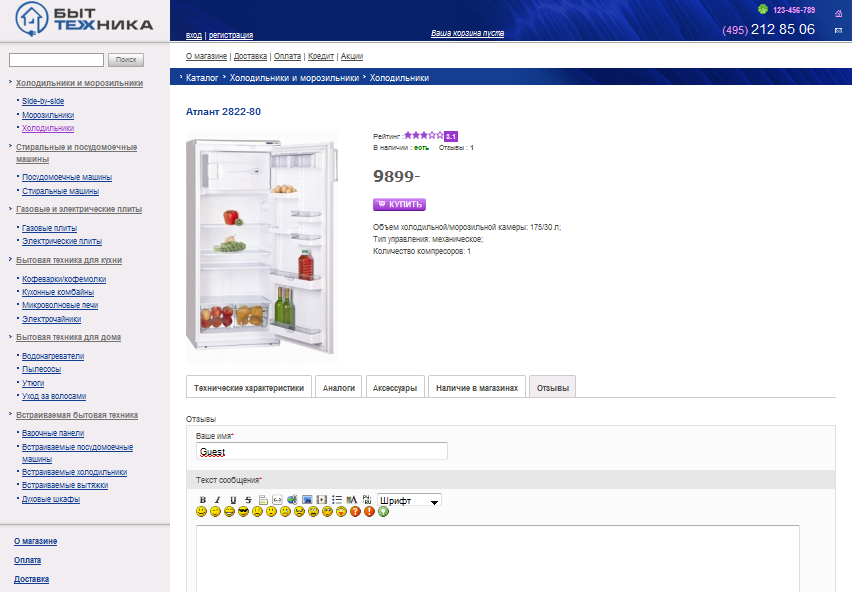 БЫТ
ТЕХНИКА
вход | регистрация
Ваша корзина пуста
123-456-789
(495) 212 85 06
Поиск
О магазине | Доставка | Оплата | Кредит | Акции
Каталог › Холодильники и морозильники › Холодильники
Холодильники и морозильники
Side-by-side
Морозильники
Холодильники
Стиральные и посудомоечные
машины
Посудомоечные машины
Стиральные машины
Газовые и электрические плиты
Газовые плиты
Электрические плиты
Бытовая техника для кухни
Кофеварки/кофемолки
Кухонные комбайны
Микроволновые печи
Электрочайники
Бытовая техника для дома
Водонагреватели
Пылесосы
Утюги
Уход за волосами
Встраиваемая бытовая техника
Варочные панели
Встраиваемые посудомоечные
машины
Встраиваемые холодильники
Встраиваемые вытяжки
Духовые шкафы
О магазине
Оплата
Доставка
Атлант 2822-80
Рейтинг : 3.1
В наличии : есть Отзывы : 1
9899-
КУПИТЬ
Объем холодильной/морозильной камеры: 175/30 л;
Тип управления: механическое;
Количество компресоров: 1
Технические характеристики
Аналоги
Аксессуары
Наличие в магазинах
Отзывы
Отзывы
Ваше имя*
Guest
Текст сообщения*
B I U S Шрифт